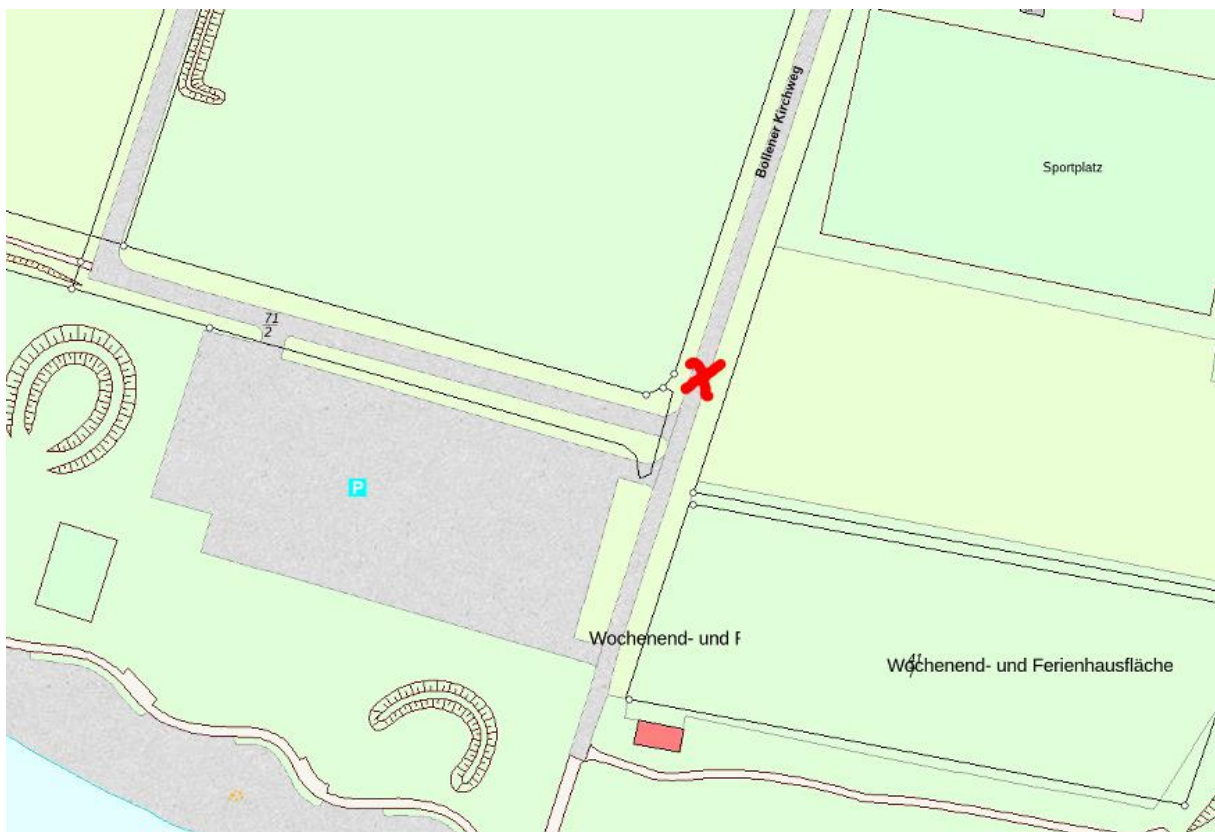 Bollener Kirchweg
Sportplatz
71
2
P
Wochenend- und F
Wochenend- und Ferienhausfläche